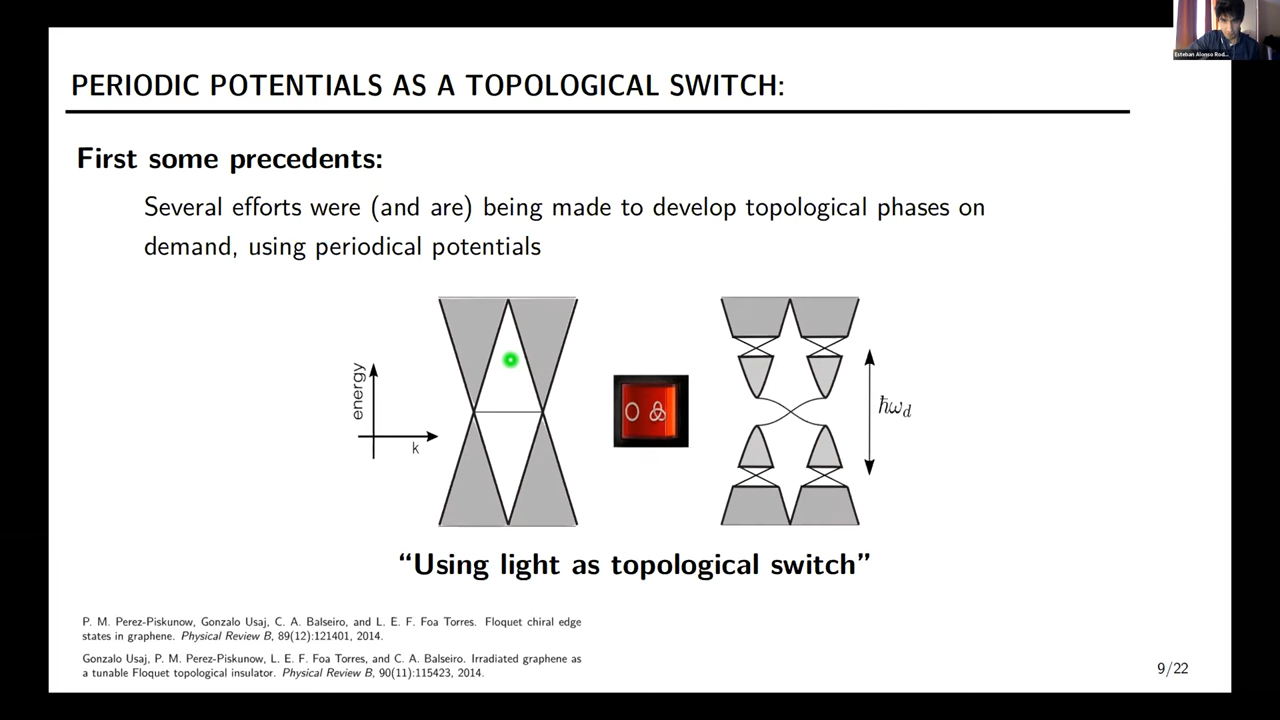 Esteban Alonso Rod...
PERIODIC POTENTIALS AS A TOPOLOGICAL SWITCH:
First some precedents:
Several efforts were (and are) being made to develop topological phases on
demand, using periodical potentials
energy
k
ħω_d
“Using light as topological switch”
P. M. Perez-Piskunow, Gonzalo Usaj, C. A. Balseiro, and L. E. F. Foa Torres. Floquet chiral edge
states in graphene. Physical Review B, 89(12):121401, 2014.
Gonzalo Usaj, P. M. Perez-Piskunow, L. E. F. Foa Torres, and C. A. Balseiro. Irradiated graphene as
a tunable Floquet topological insulator. Physical Review B, 90(11):115423, 2014.
9/22